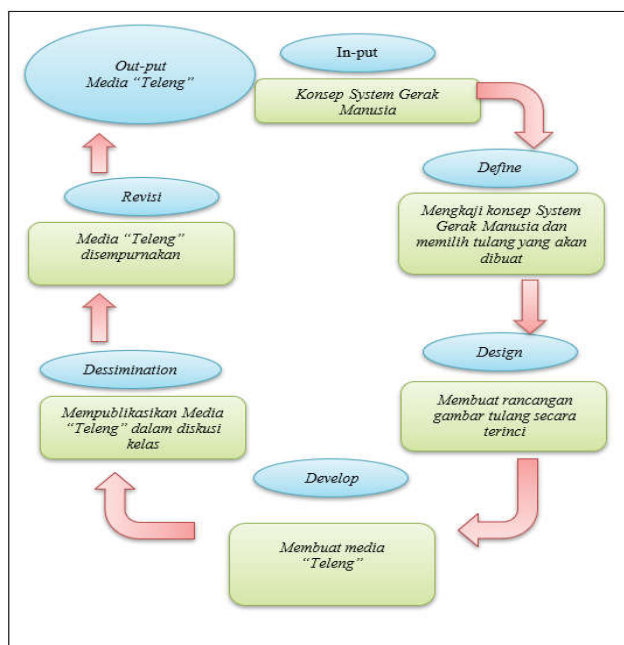 In-put
Konsep System Gerak
Manusia
Define
Mengkaji konsep System
Gerak Manusia dan
memilih tulang yang akan
dibuat
Design
Membuat rancangan
gambar tulang secara
terinci
Develop
Membuat media
“Teleng”
Dessimination
Mempublikasikan Media
“Teleng” dalam diskusi
kelas
Revisi
Media “Teleng”
disempurnakan
Out-put
Media “Teleng”